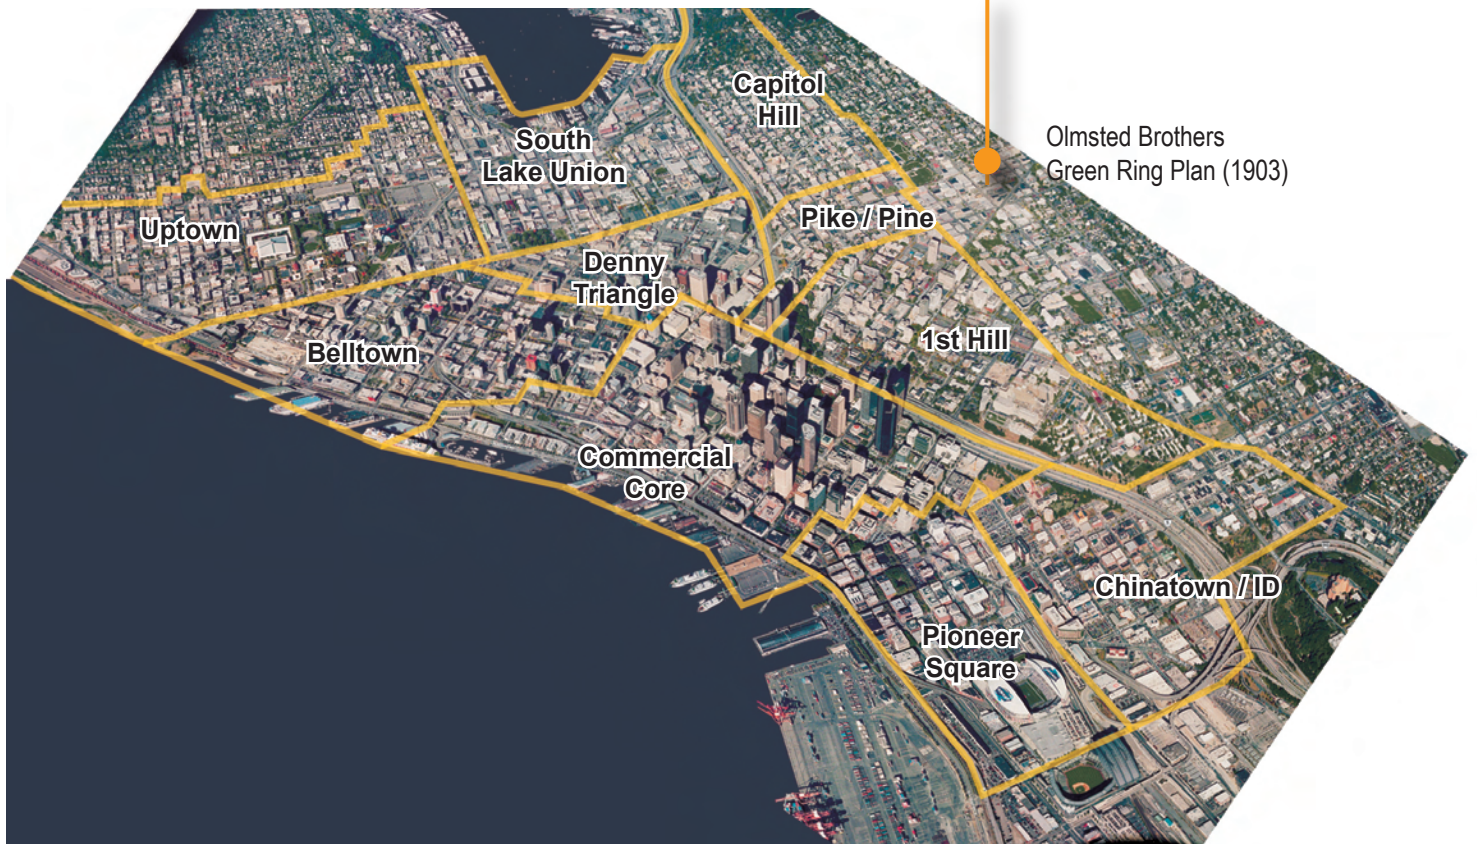 Capitol
Hill
South
Lake Union
Olmsted Brothers
Green Ring Plan (1903)
Uptown
Pike / Pine
Denny
Triangle
Belltown
1st Hill
Commercial
Core
Chinatown / ID
Pioneer
Square